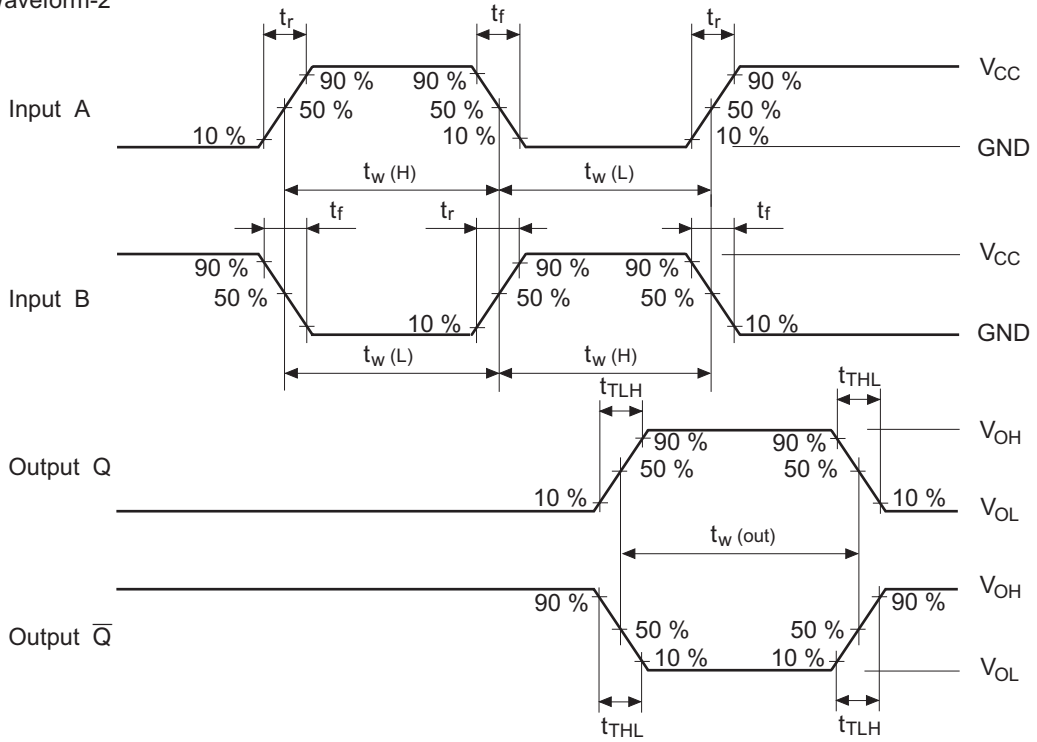 Waveform-2
tr tf tr
90 % 90 % 90 % VCC
Input A 50 % 50 % 50 %
10 % 10 % 10 % GND
tw (H) tw (L)
tf tr tf
90 % 90 % 90 % VCC
Input B 50 % 50 % 50 %
10 % 10 % GND
tw (L) tw (H)
tTLH tTHL
90 % 90 % VOH
Output Q 50 % 50 %
10 % 10 % VOL
tw (out)
90 % 90 % VOH
Output Q̅ 50 % 50 %
10 % 10 % VOL
tTHL tTLH